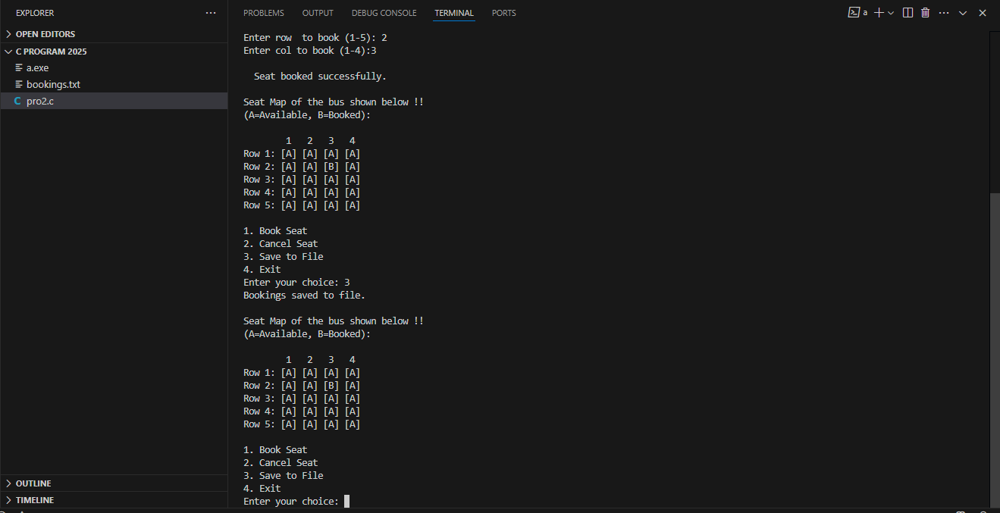 EXPLORER
OPEN EDITORS
C PROGRAM 2025
a.exe
bookings.txt
C pro2.c
OUTLINE
TIMELINE
PROBLEMS OUTPUT DEBUG CONSOLE TERMINAL PORTS
a
Enter row  to book (1-5): 2
Enter col to book (1-4):3
  Seat booked successfully.
Seat Map of the bus shown below !!
(A=Available, B=Booked):
        1   2   3   4
Row 1: [A] [A] [A] [A]
Row 2: [A] [A] [B] [A]
Row 3: [A] [A] [A] [A]
Row 4: [A] [A] [A] [A]
Row 5: [A] [A] [A] [A]
1. Book Seat
2. Cancel Seat
3. Save to File
4. Exit
Enter your choice: 3
Bookings saved to file.
Seat Map of the bus shown below !!
(A=Available, B=Booked):
        1   2   3   4
Row 1: [A] [A] [A] [A]
Row 2: [A] [A] [B] [A]
Row 3: [A] [A] [A] [A]
Row 4: [A] [A] [A] [A]
Row 5: [A] [A] [A] [A]
1. Book Seat
2. Cancel Seat
3. Save to File
4. Exit
Enter your choice: